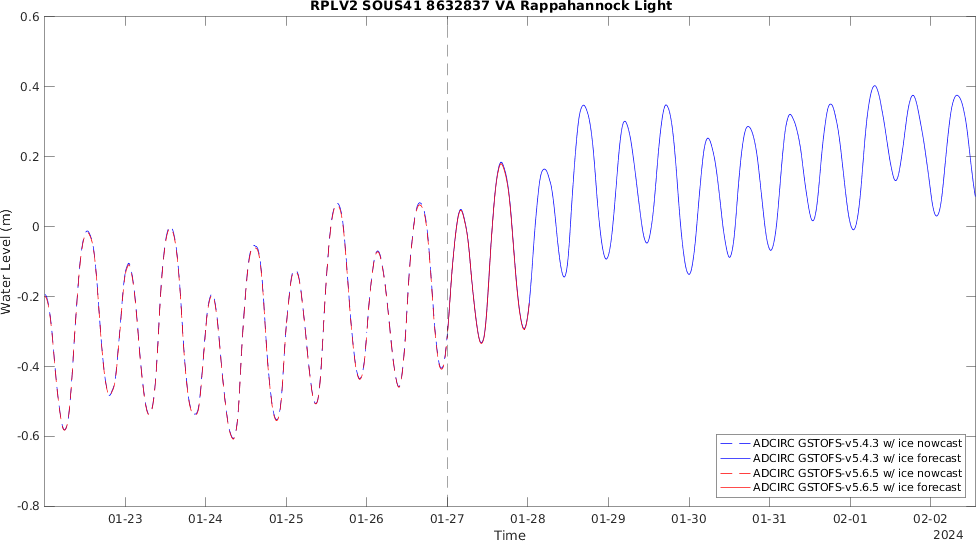 RPLV2 SOUS41 8632837 VA Rappahannock Light
0.6
0.4
0.2
0
-0.2
-0.4
-0.6
-0.8
Water Level (m)
ADCIRC GSTOFS-v5.4.3 w/ ice nowcast
ADCIRC GSTOFS-v5.4.3 w/ ice forecast
ADCIRC GSTOFS-v5.6.5 w/ ice nowcast
ADCIRC GSTOFS-v5.6.5 w/ ice forecast
01-23 01-24 01-25 01-26 01-27 01-28 01-29 01-30 01-31 02-01 02-02
Time
2024